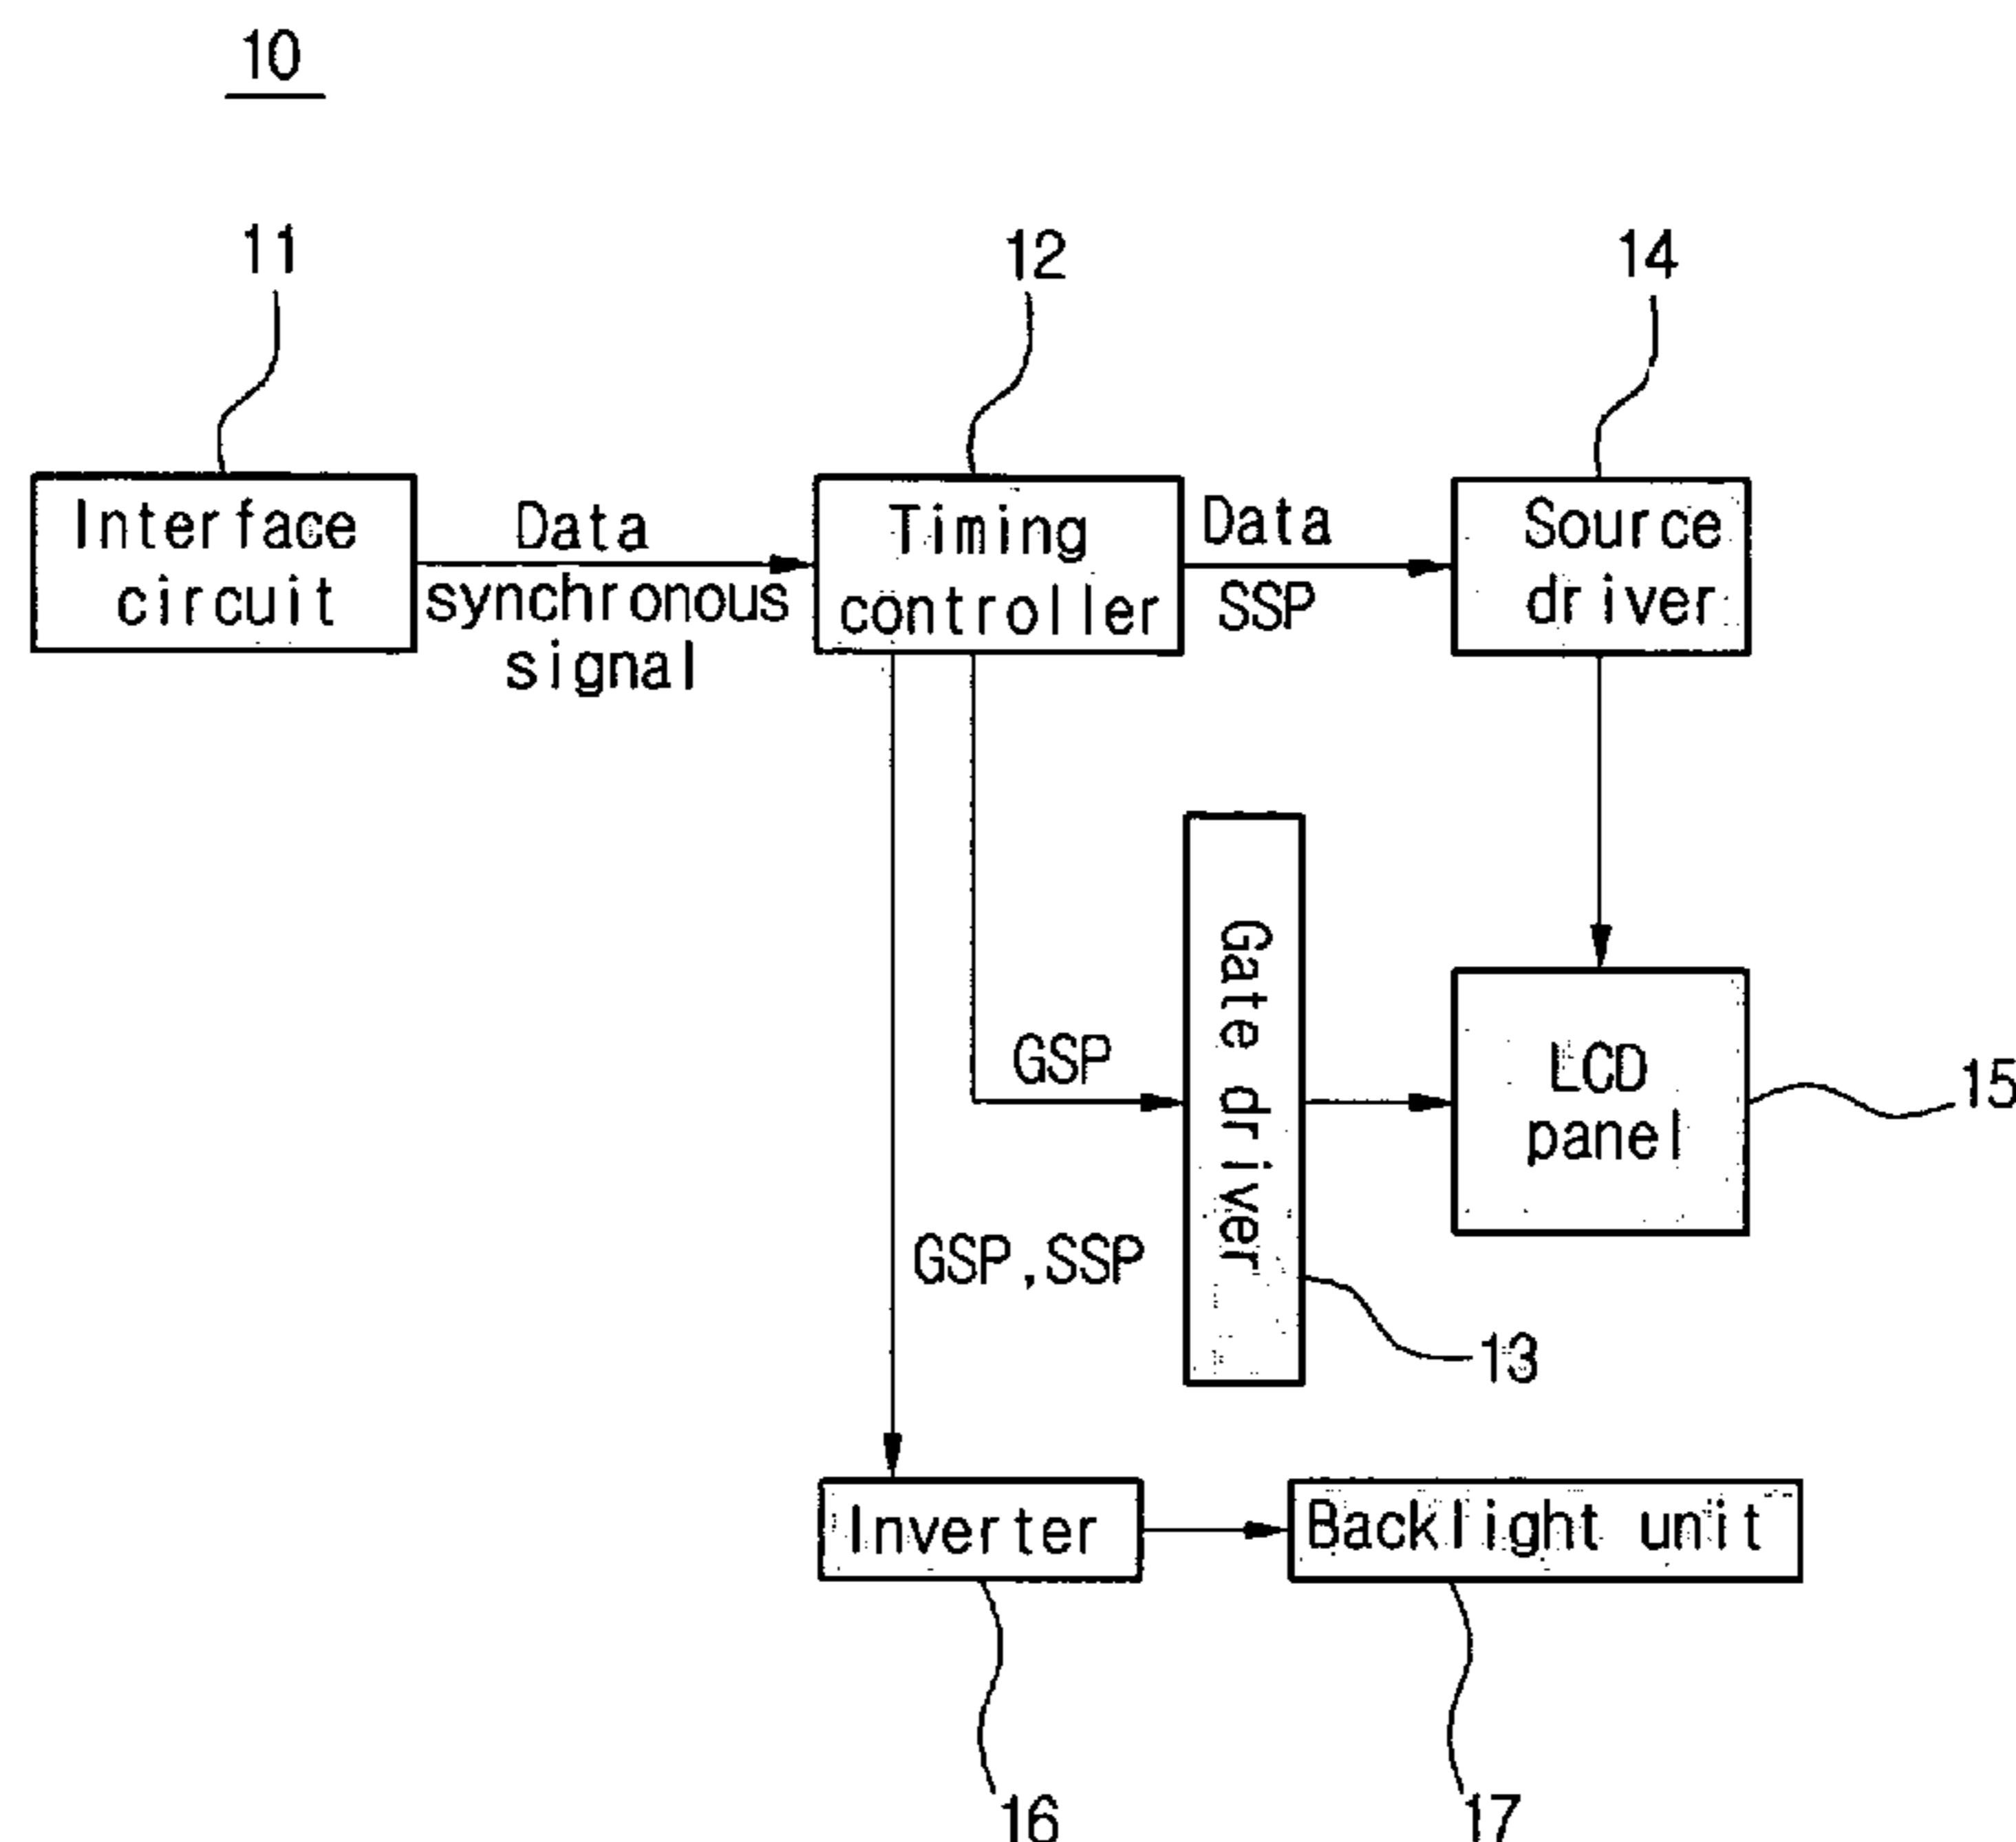 10
11
12
14
Interface
circuit
Data
synchronous
signal
Timing
controller
Data
SSP
Source
driver
Gate driver
GSP
LCD
panel
15
GSP,SSP
13
Inverter
Backlight unit
16
17